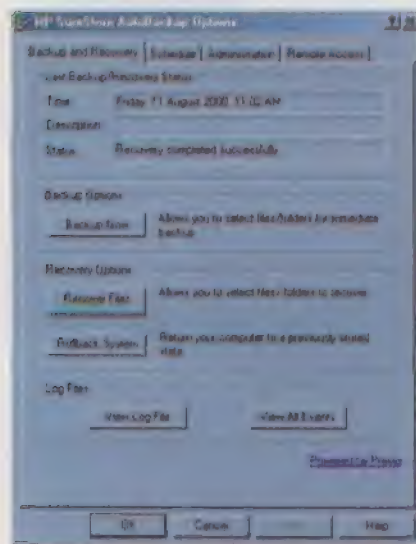 HP SureStore AutoBackup Options
Backup and Recovery Scheduler Administration Remote Access
Last Backup/Recovery Status
Time Friday, 11 August 2000, 11:02 AM
Description
Status Recovery completed successfully
Backup Options
Backup Now Allows you to select files/folders for immediate
backup
Recovery Options
Recover Files Allows you to select files/folders to recover
Rollback System Return your computer to a previously stored
state
Log Files
View Log File View All Events
Powered by
OK Cancel Help